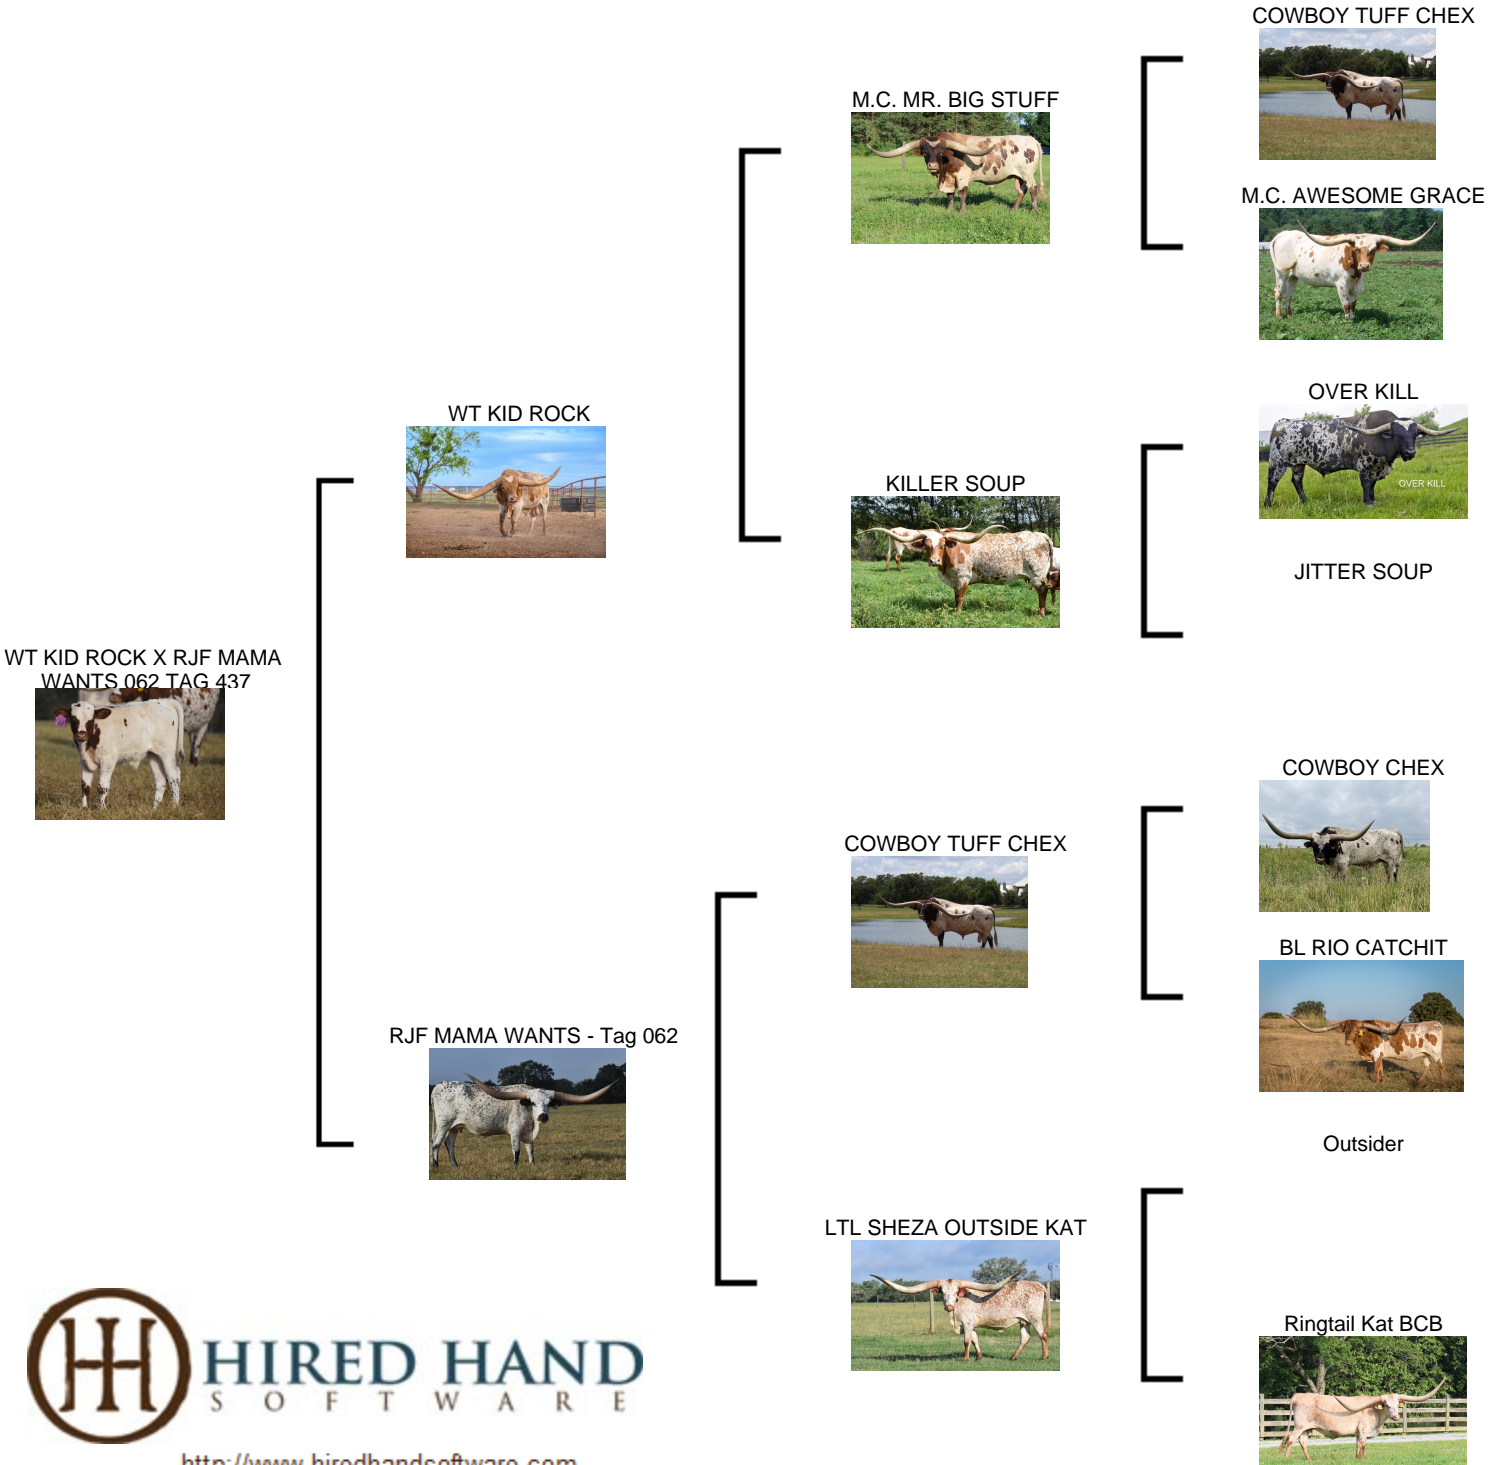 COWBOY TUFF CHEX
M.C. MR. BIG STUFF
M.C. AWESOME GRACE
OVER KILL
OVER KILL
WT KID ROCK
KILLER SOUP
JITTER SOUP
WT KID ROCK X RJF MAMA
WANTS 062 TAG 437
COWBOY CHEX
COWBOY TUFF CHEX
BL RIO CATCHIT
RJF MAMA WANTS - Tag 062
Outsider
LTL SHEZA OUTSIDE KAT
Ringtail Kat BCB
HIRED HAND
SOFTWARE
http://www.hiredhandsoftware.com